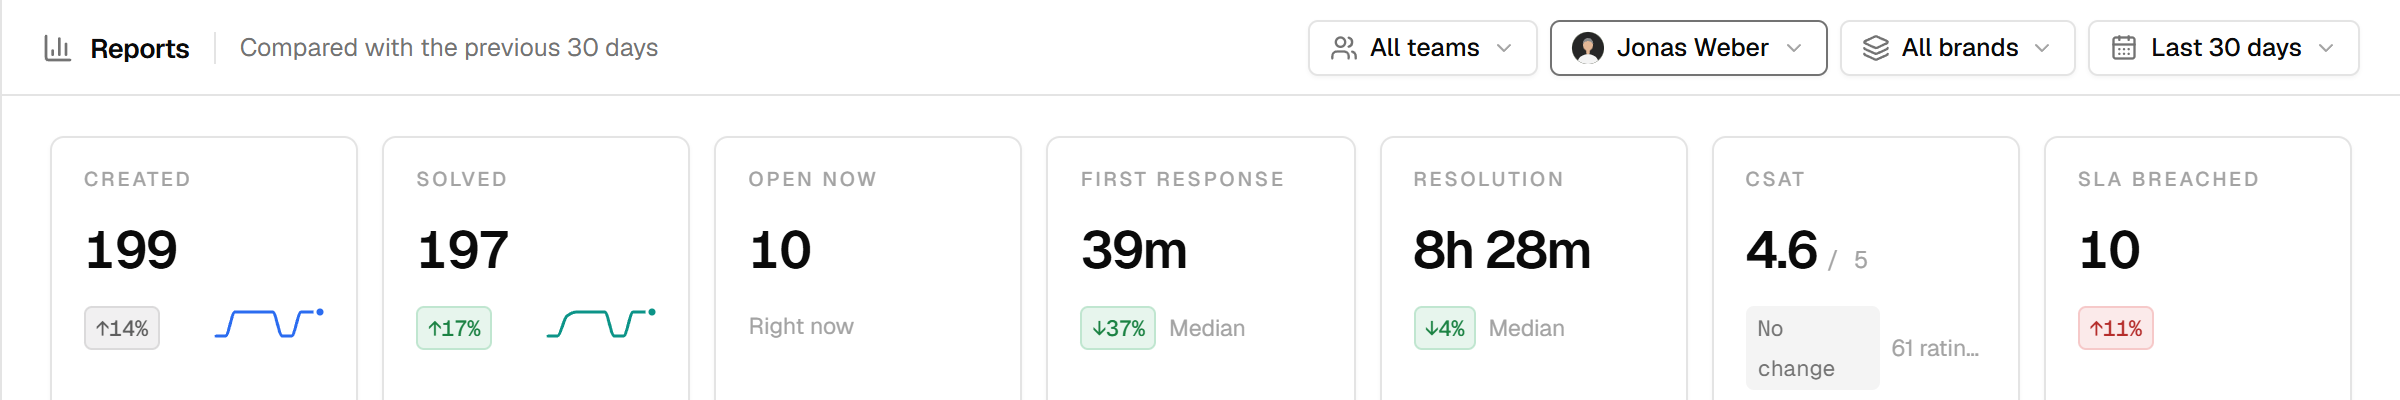 Reports
Compared with the previous 30 days
All teams
Jonas Weber
All brands
Last 30 days
CREATED
199
↑14%
SOLVED
197
↑17%
OPEN NOW
10
Right now
FIRST RESPONSE
39m
↓37% Median
RESOLUTION
8h 28m
↓4% Median
CSAT
4.6 / 5
No
change
61 ratin...
SLA BREACHED
10
↑11%